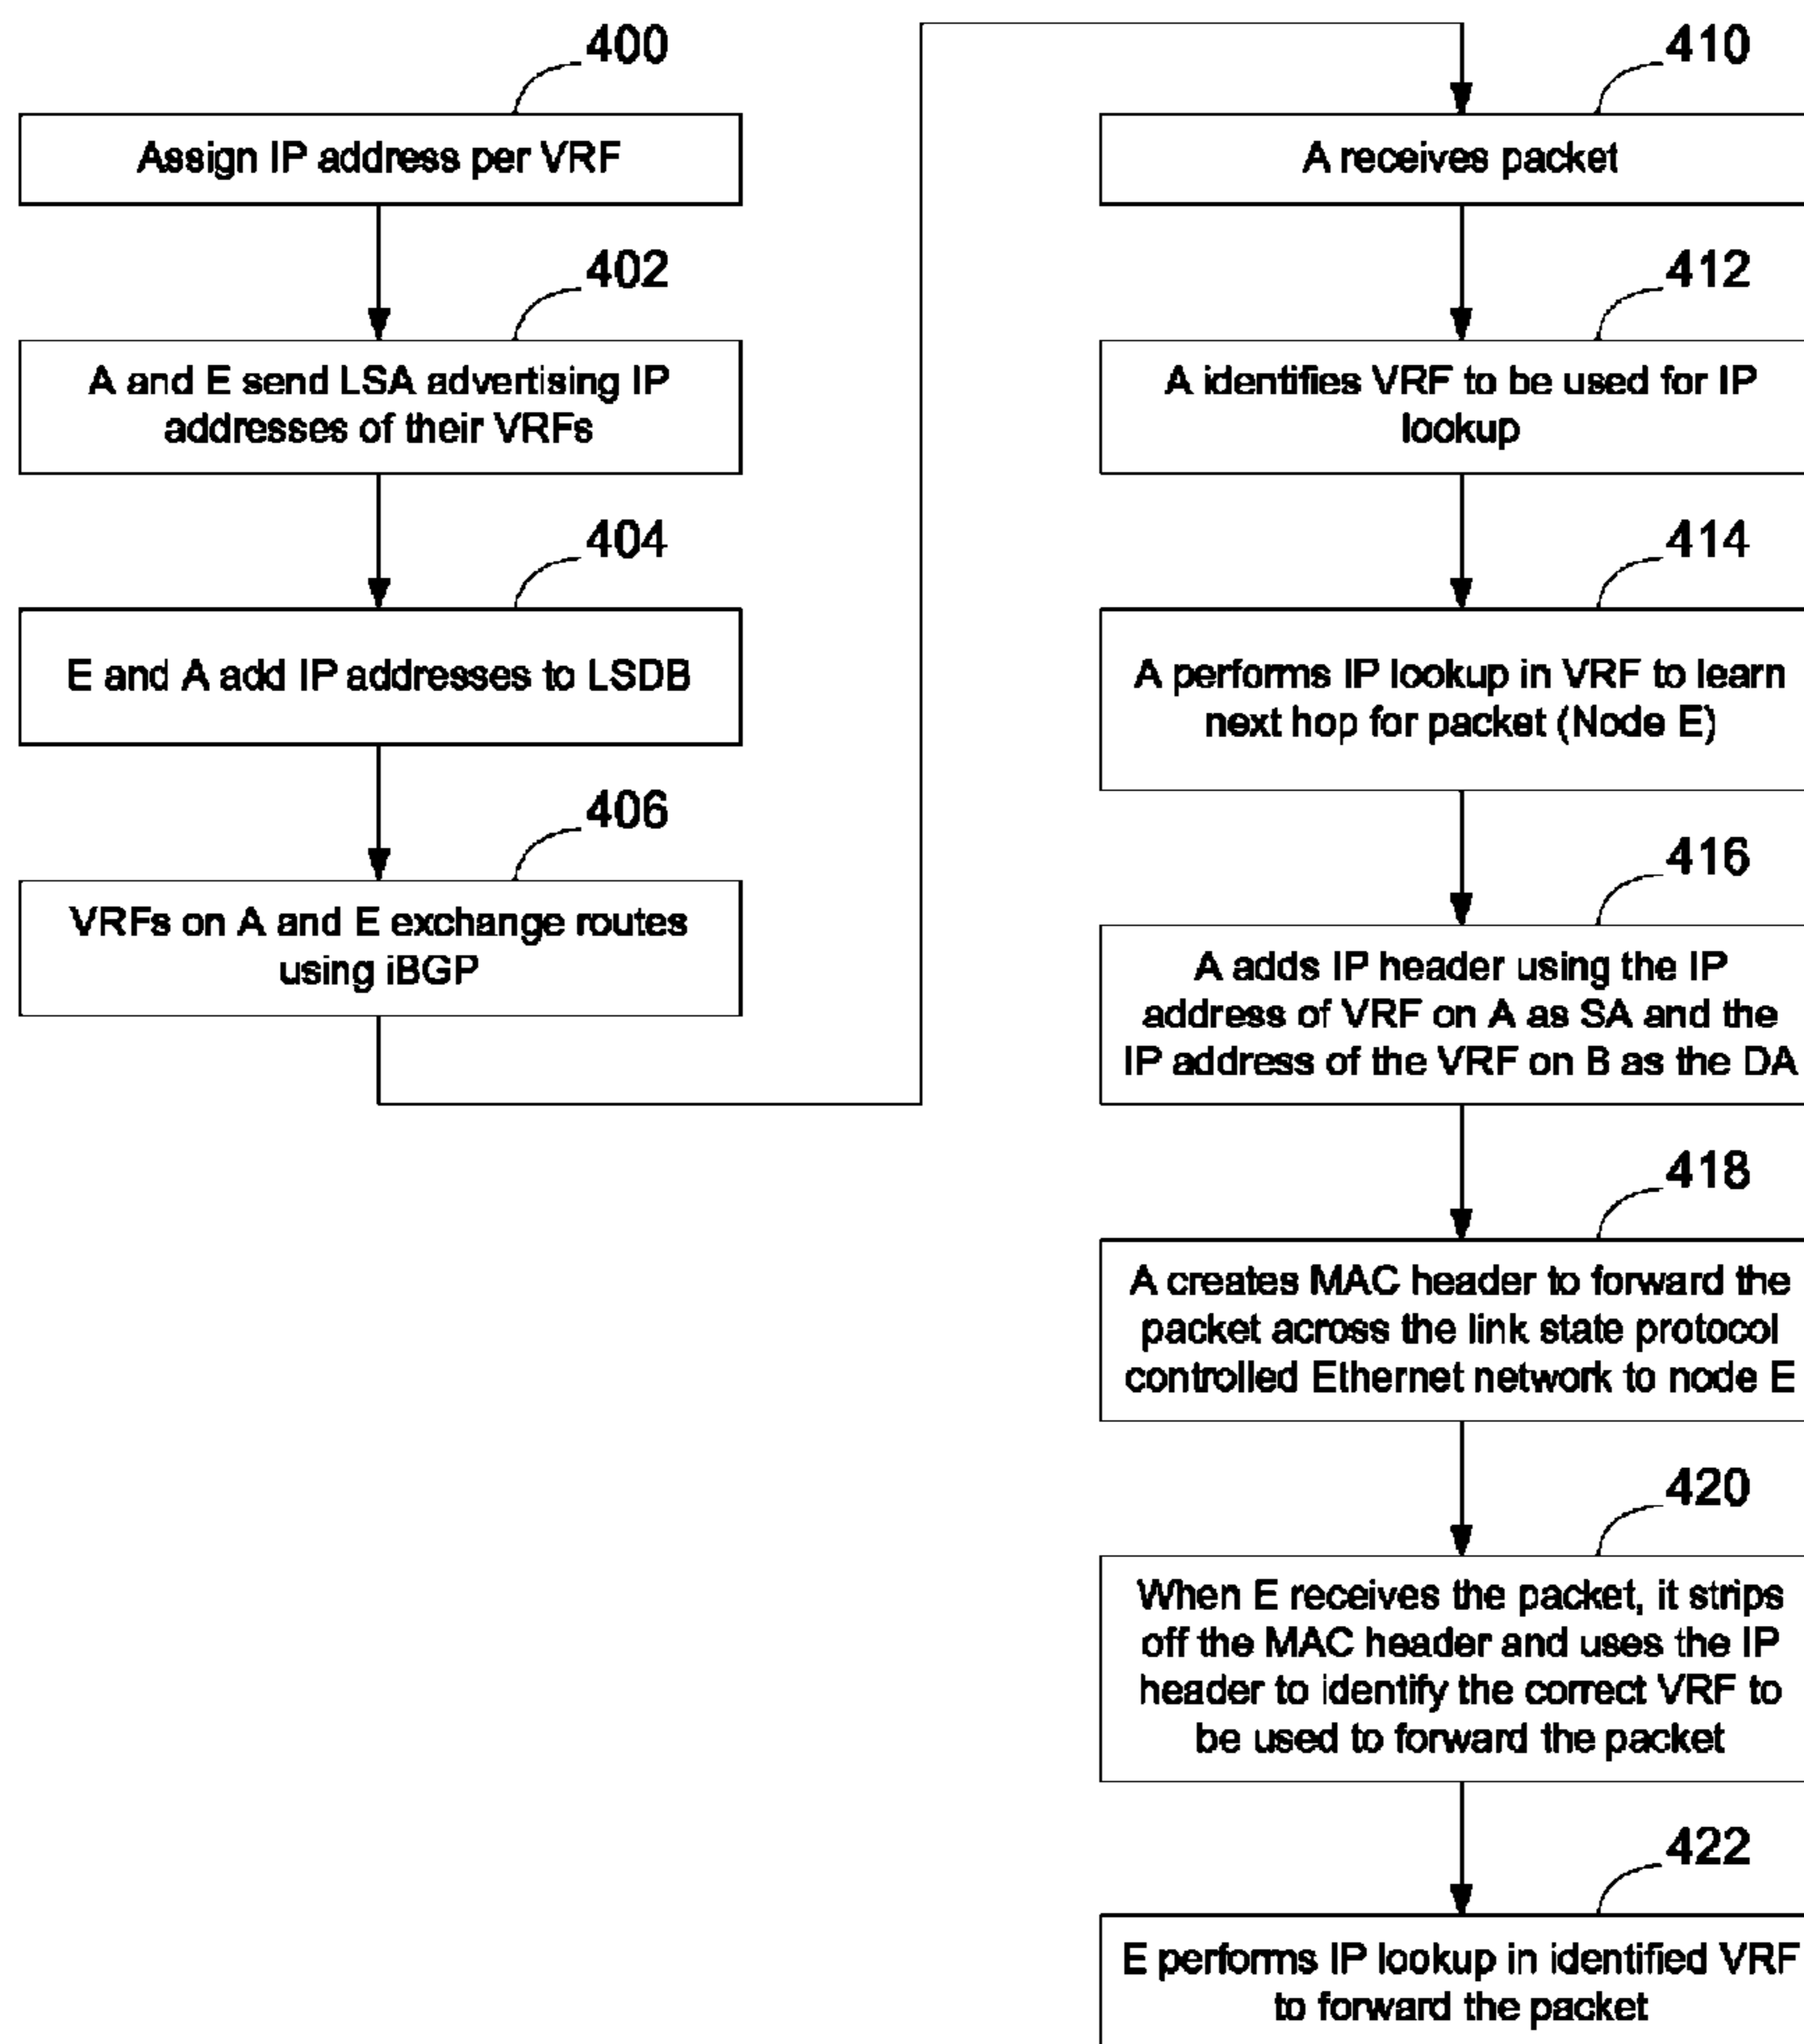 400
Assign IP address per VRF
402
A and E send LSA advertising IP
addresses of their VRFs
404
E and A add IP addresses to LSDB
406
VRFs on A and E exchange routes
using iBGP
410
A receives packet
412
A identifies VRF to be used for IP
lookup
414
A performs IP lookup in VRF to learn
next hop for packet (Node E)
416
A adds IP header using the IP
address of VRF on A as SA and the
IP address of the VRF on B as the DA
418
A creates MAC header to forward the
packet across the link state protocol
controlled Ethernet network to node E
420
When E receives the packet, it strips
off the MAC header and uses the IP
header to identify the correct VRF to
be used to forward the packet
422
E performs IP lookup in identified VRF
to forward the packet